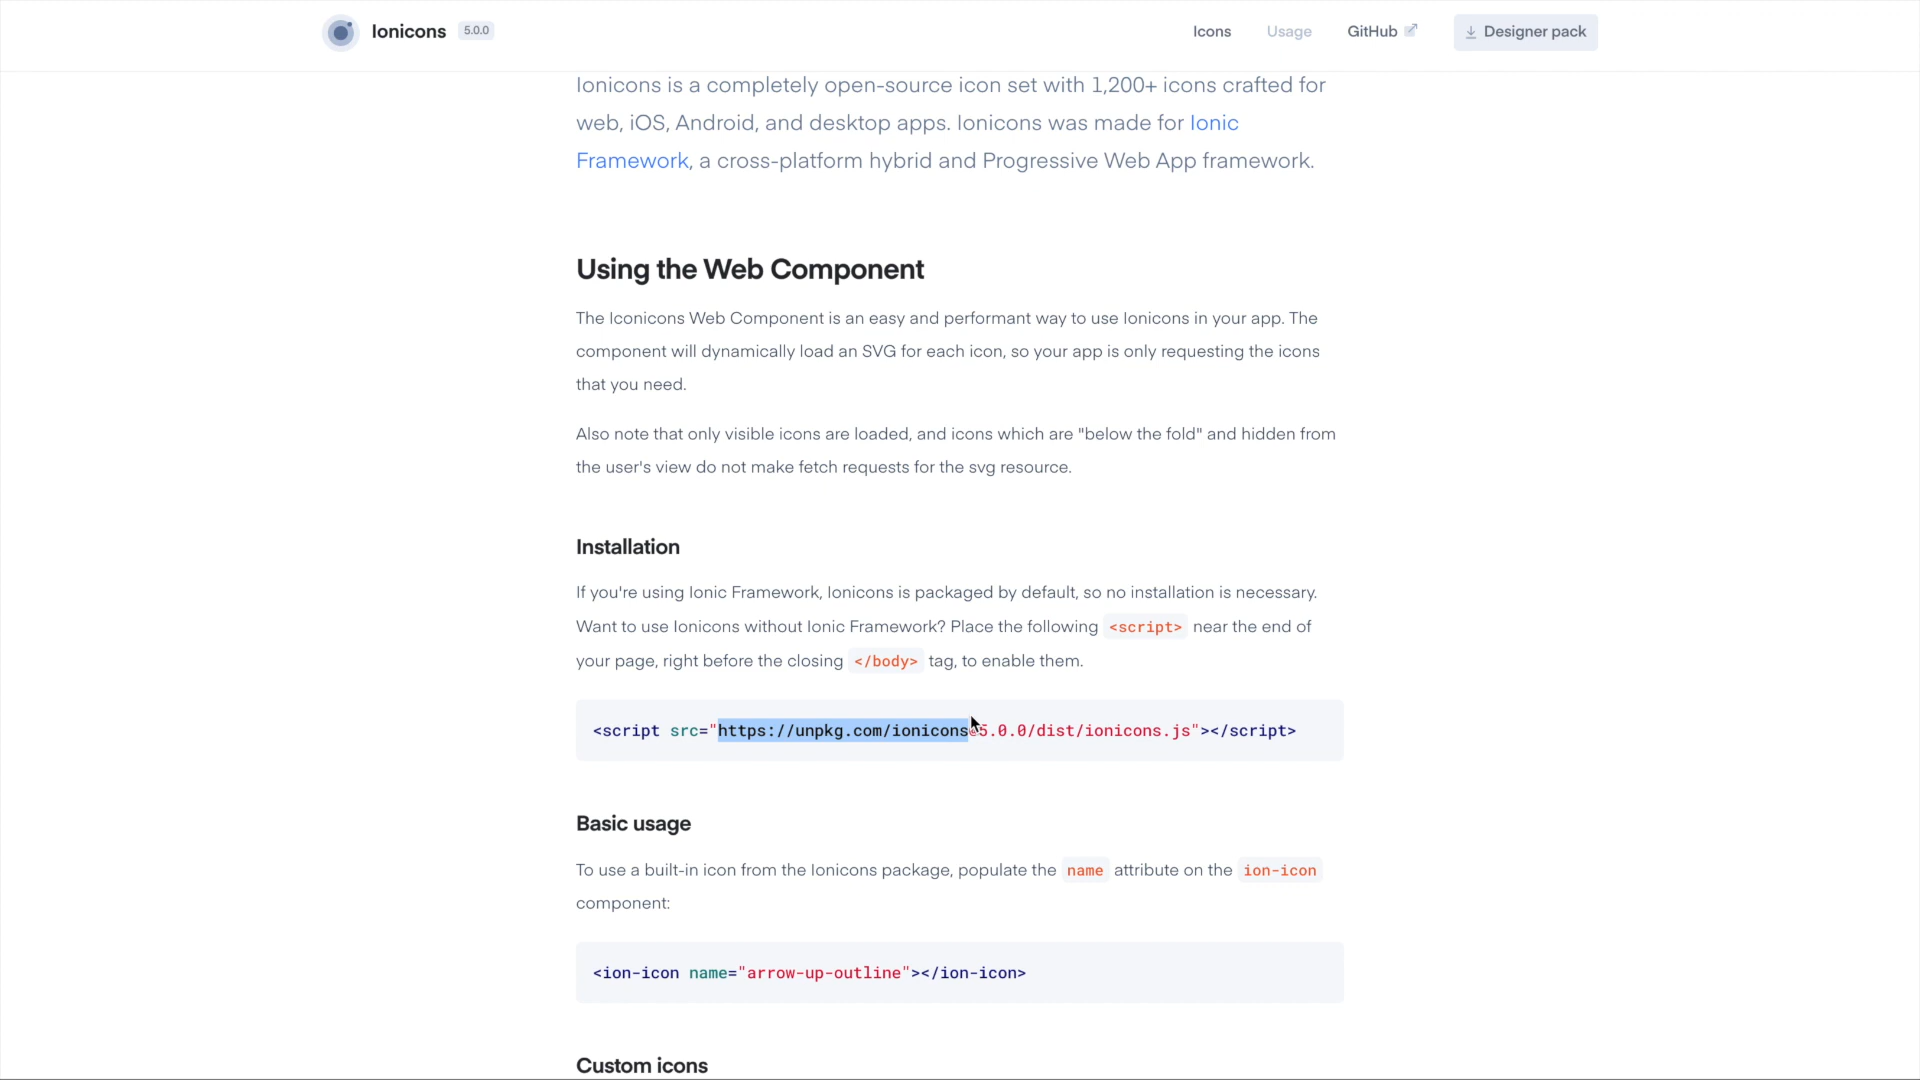 Ionicons 5.0.0 Icons Usage GitHub Designer pack
Ionicons is a completely open-source icon set with 1,200+ icons crafted for
web, iOS, Android, and desktop apps. Ionicons was made for Ionic
Framework, a cross-platform hybrid and Progressive Web App framework.
Using the Web Component
The Iconicons Web Component is an easy and performant way to use Ionicons in your app. The
component will dynamically load an SVG for each icon, so your app is only requesting the icons
that you need.
Also note that only visible icons are loaded, and icons which are "below the fold" and hidden from
the user's view do not make fetch requests for the svg resource.
Installation
If you're using Ionic Framework, Ionicons is packaged by default, so no installation is necessary.
Want to use Ionicons without Ionic Framework? Place the following <script> near the end of
your page, right before the closing </body> tag, to enable them.
<script src="https://unpkg.com/ionicons@5.0.0/dist/ionicons.js"></script>
Basic usage
To use a built-in icon from the Ionicons package, populate the name attribute on the ion-icon
component:
<ion-icon name="arrow-up-outline"></ion-icon>
Custom icons